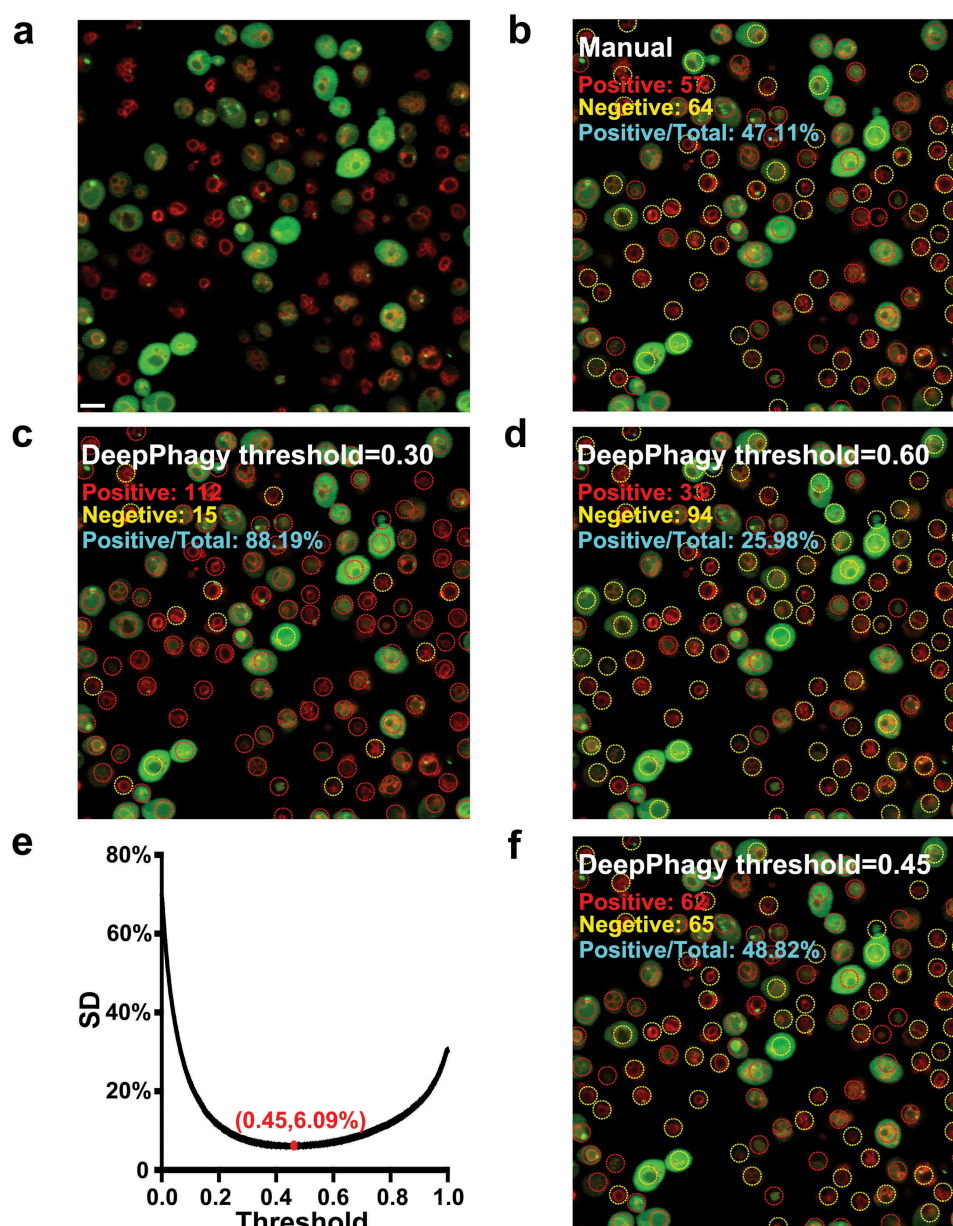 a
b
Manual
Positive: 57
Negetive: 64
Positive/Total: 47.11%
c
DeepPhagy threshold=0.30
Positive: 112
Negetive: 15
Positive/Total: 88.19%
d
DeepPhagy threshold=0.60
Positive: 33
Negetive: 94
Positive/Total: 25.98%
e
80%
60%
40%
20%
0
SD
(0.45,6.09%)
0.0 0.2 0.4 0.6 0.8 1.0
Threshold
f
DeepPhagy threshold=0.45
Positive: 62
Negetive: 65
Positive/Total: 48.82%